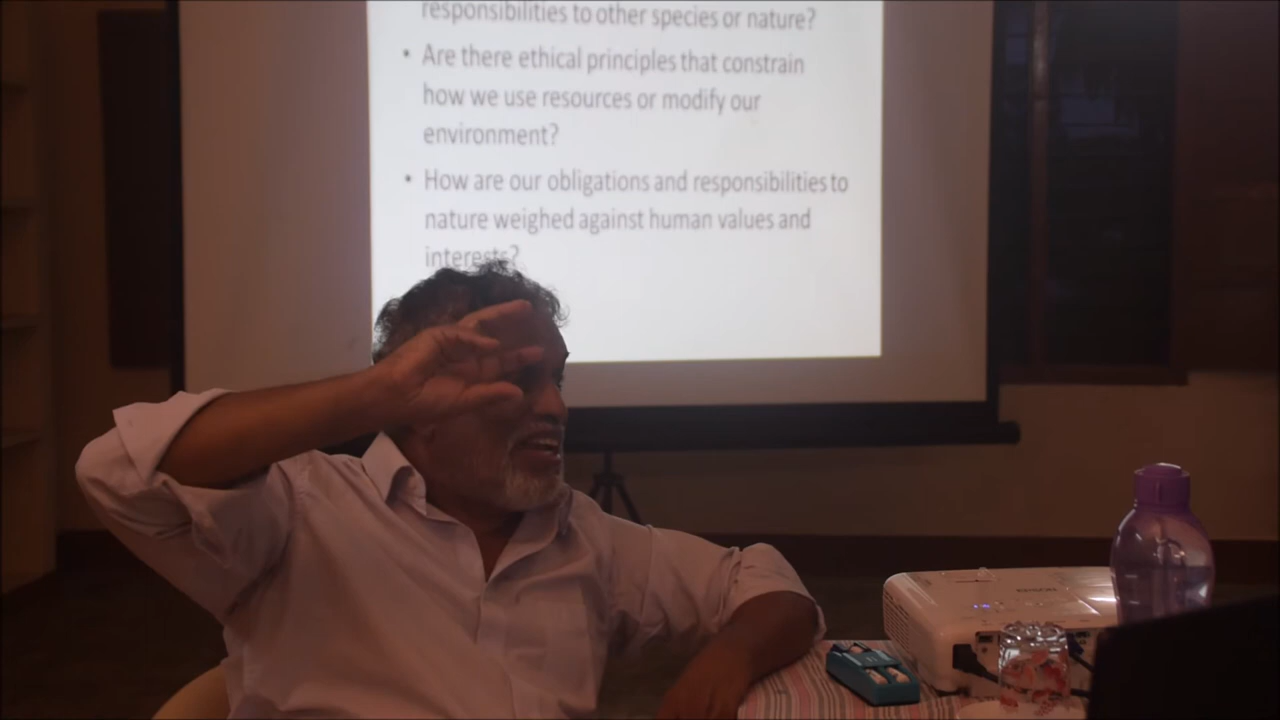 responsibilities to other species or nature?
• Are there ethical principles that constrain
how we use resources or modify our
environment?
• How are our obligations and responsibilities to
nature weighed against human values and
interests?